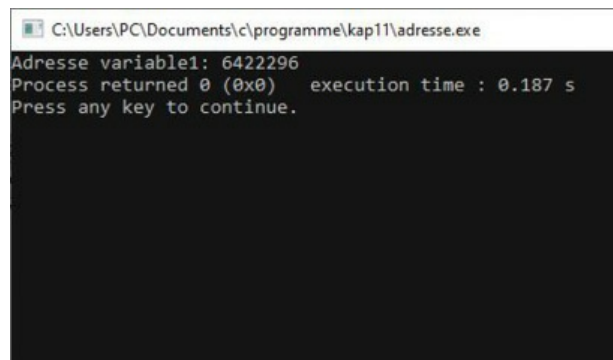 C:\Users\PC\Documents\c\programme\kap11\adresse.exe
Adresse variable1: 6422296
Process returned 0 (0x0)   execution time : 0.187 s
Press any key to continue.